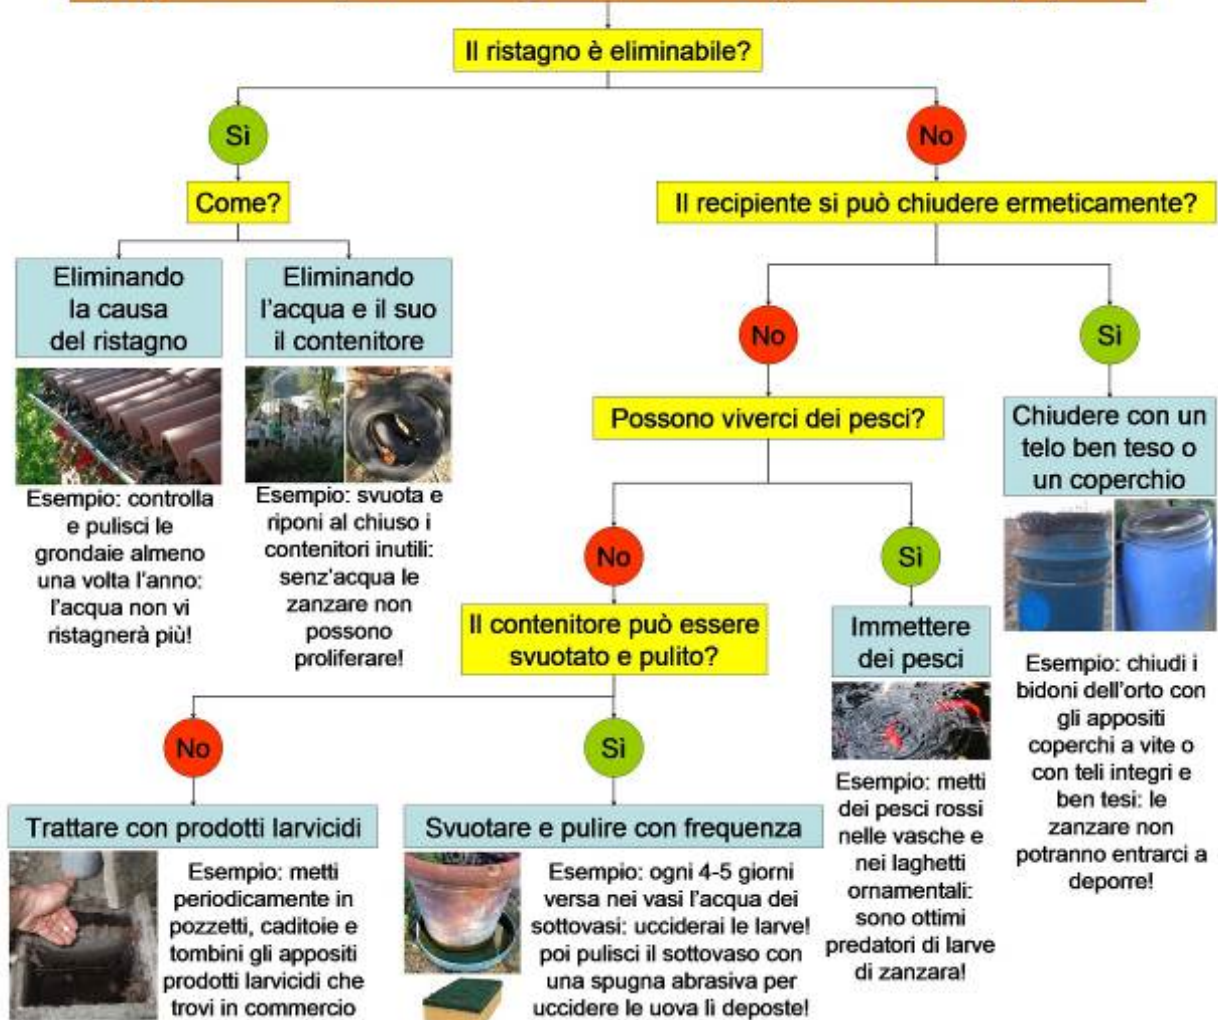 Il ristagno è eliminabile?
Sì
No
Come?
Il recipiente si può chiudere ermeticamente?
Eliminando
la causa
del ristagno
Eliminando
l'acqua e il suo
il contenitore
No
Sì
Esempio: controlla
e pulisci le
grondaie almeno
una volta l'anno:
l'acqua non vi
ristagnerà più!
Esempio: svuota e
riponi al chiuso i
contenitori inutili:
senz'acqua le
zanzare non
possono
proliferare!
Possono viverci dei pesci?
Chiudere con un
telo ben teso o
un coperchio
No
Sì
Esempio: chiudi i
bidoni dell'orto con
gli appositi
coperchi a vite o
con teli integri e
ben tesi: le
zanzare non
potranno entrarci a
deporre!
Il contenitore può essere
svuotato e pulito?
Immettere
dei pesci
Esempio: metti
dei pesci rossi
nelle vasche e
nei laghetti
ornamentali:
sono ottimi
predatori di larve
di zanzara!
No
Sì
Trattare con prodotti larvicidi
Esempio: metti
periodicamente in
pozzetti, caditoie e
tombini gli appositi
prodotti larvicidi che
trovi in commercio
Svuotare e pulire con frequenza
Esempio: ogni 4-5 giorni
versa nei vasi l'acqua dei
sottovasi: ucciderai le larve!
poi pulisci il sottovaso con
una spugna abrasiva per
uccidere le uova lì deposte!